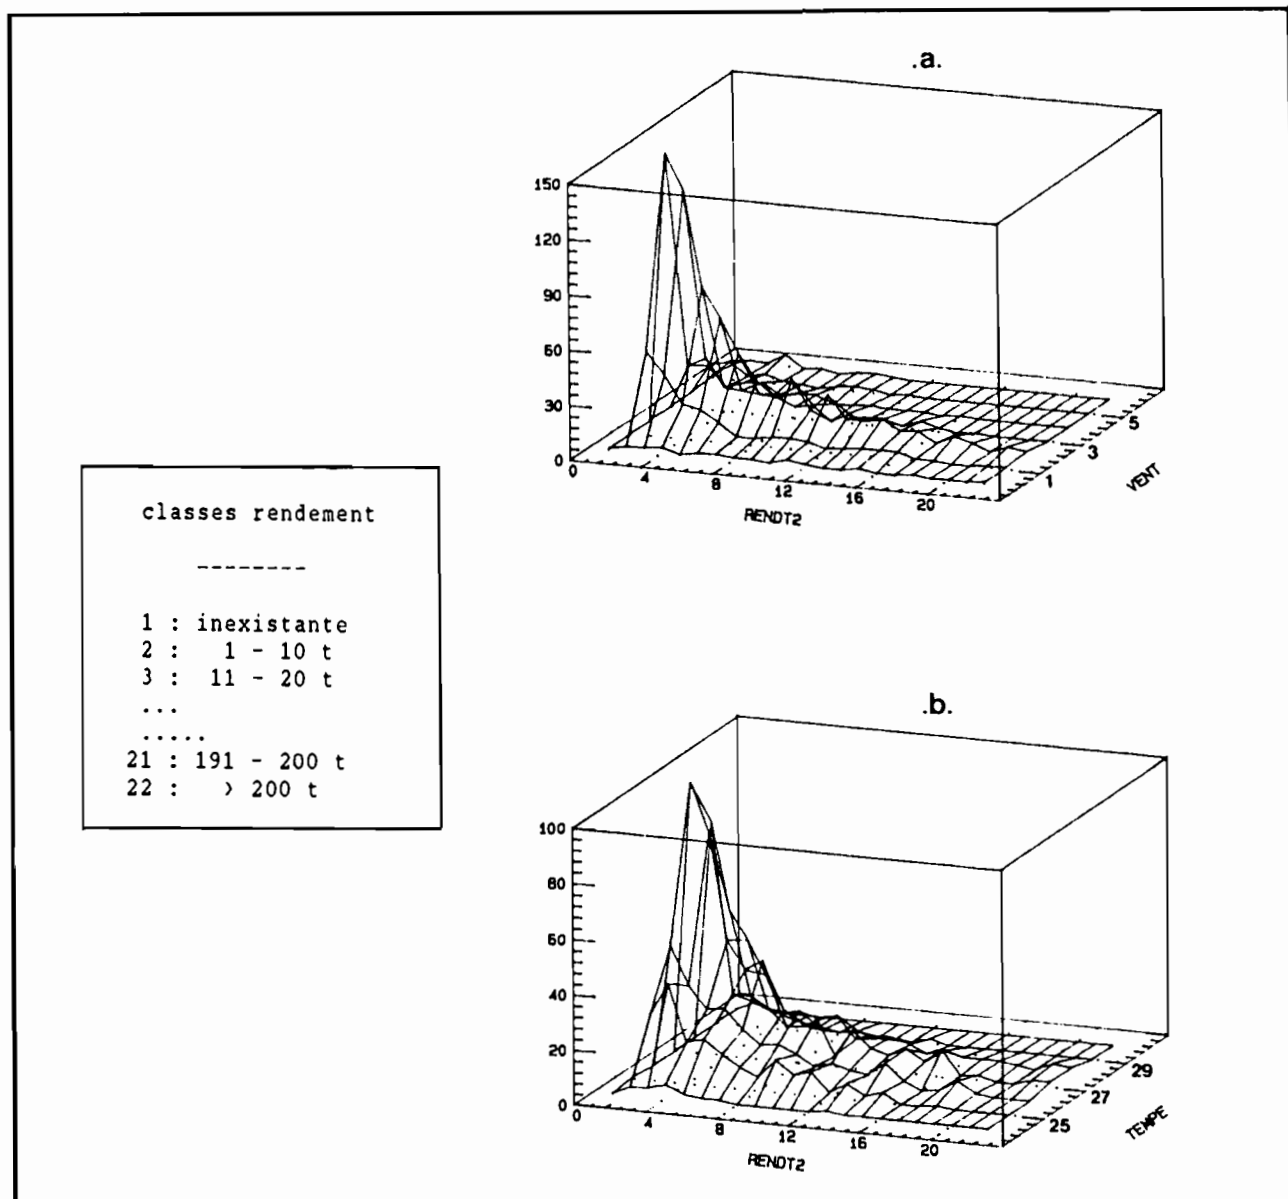 .a.
150
120
90
60
30
0
0 4 8 12 16 20
RENDT2
1 3 5
VENT
classes rendement
--------
1 : inexistante
2 : 1 - 10 t
3 : 11 - 20 t
...
.....
21 : 191 - 200 t
22 : > 200 t
.b.
100
80
60
40
20
0
0 4 8 12 16 20
RENDT2
25 27 29
TEMPE